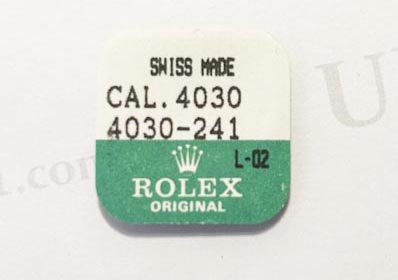 SWISS MADE
CAL. 4030
4030-241
L-02
ROLEX
ORIGINAL